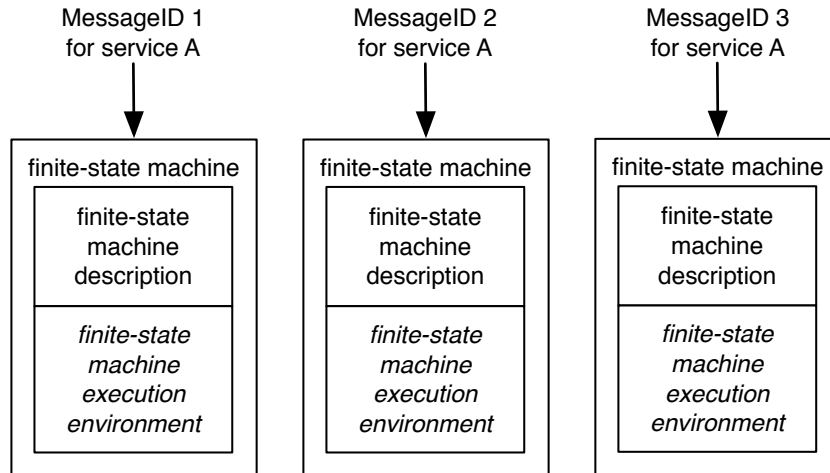 MessageID 1
for service A
MessageID 2
for service A
MessageID 3
for service A
finite-state machine
finite-state
machine
description
finite-state
machine
execution
environment
finite-state machine
finite-state
machine
description
finite-state
machine
execution
environment
finite-state machine
finite-state
machine
description
finite-state
machine
execution
environment